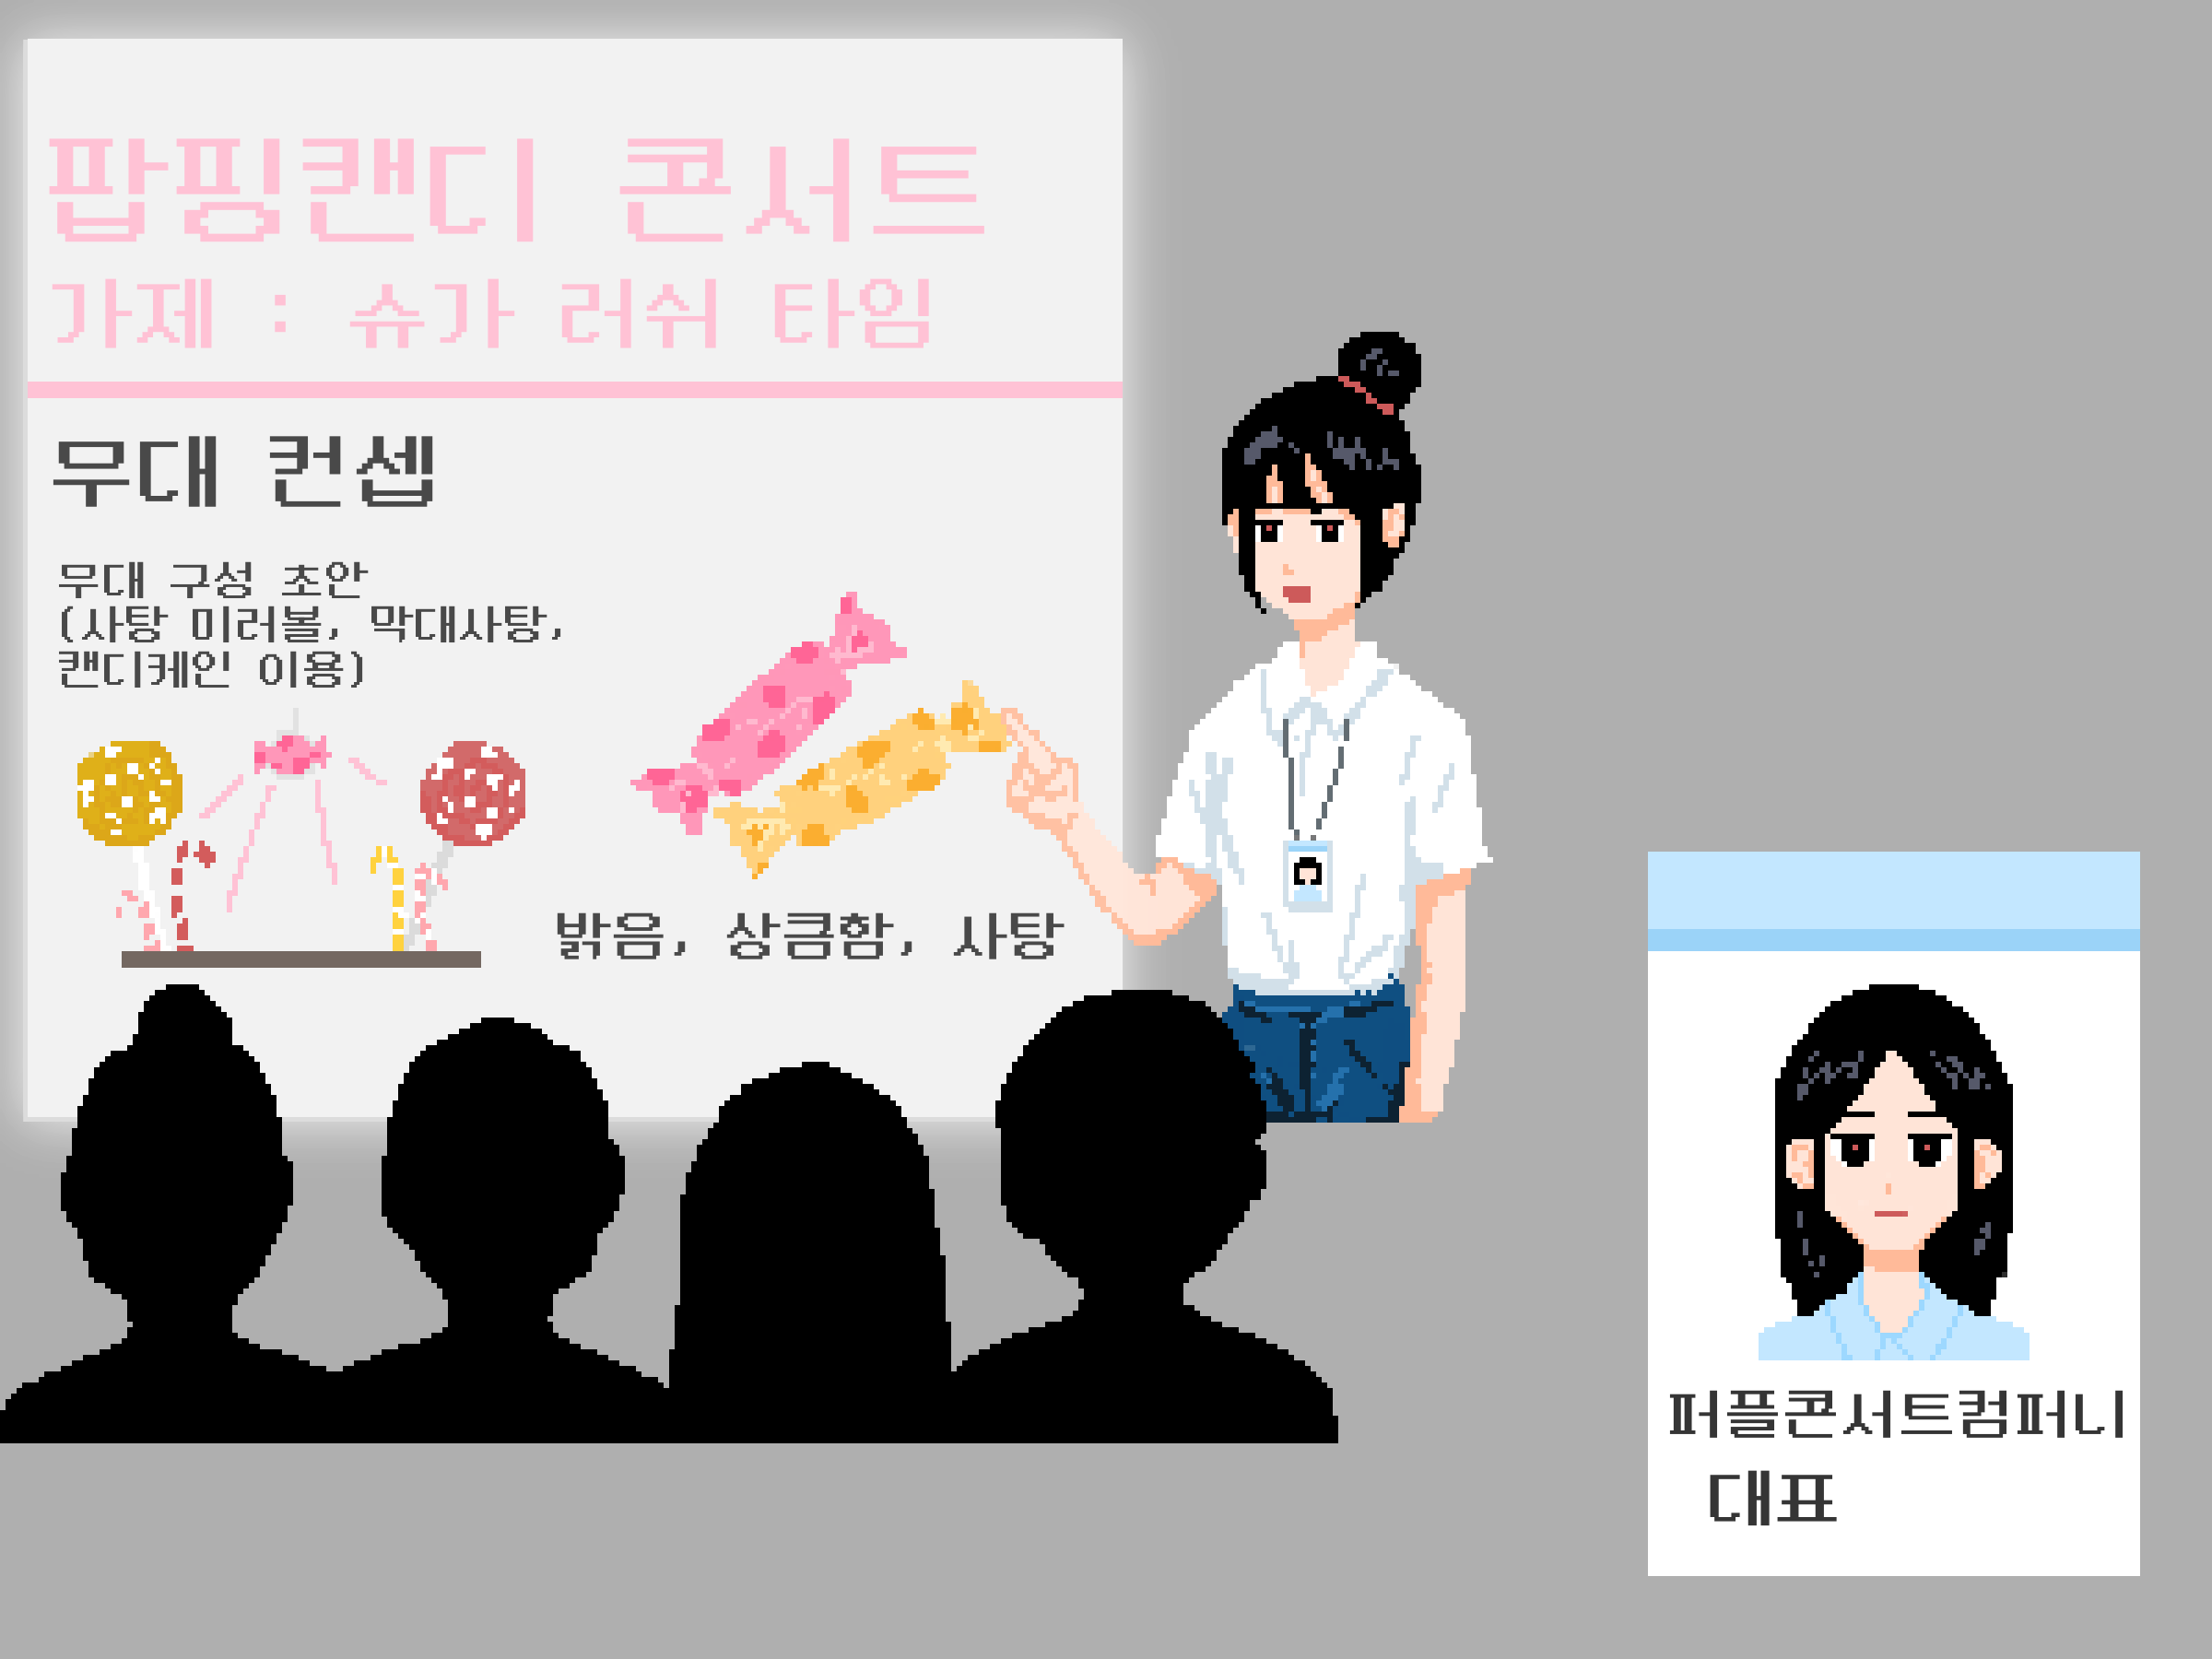 팝핑캔디 콘서트
가제 : 슈가 러쉬 타임
무대 컨셉
무대 구성 초안
(사탕 미러볼, 막대사탕,
캔디케인 이용)
밝음, 상큼함, 사탕
퍼플콘서트컴퍼니
대표